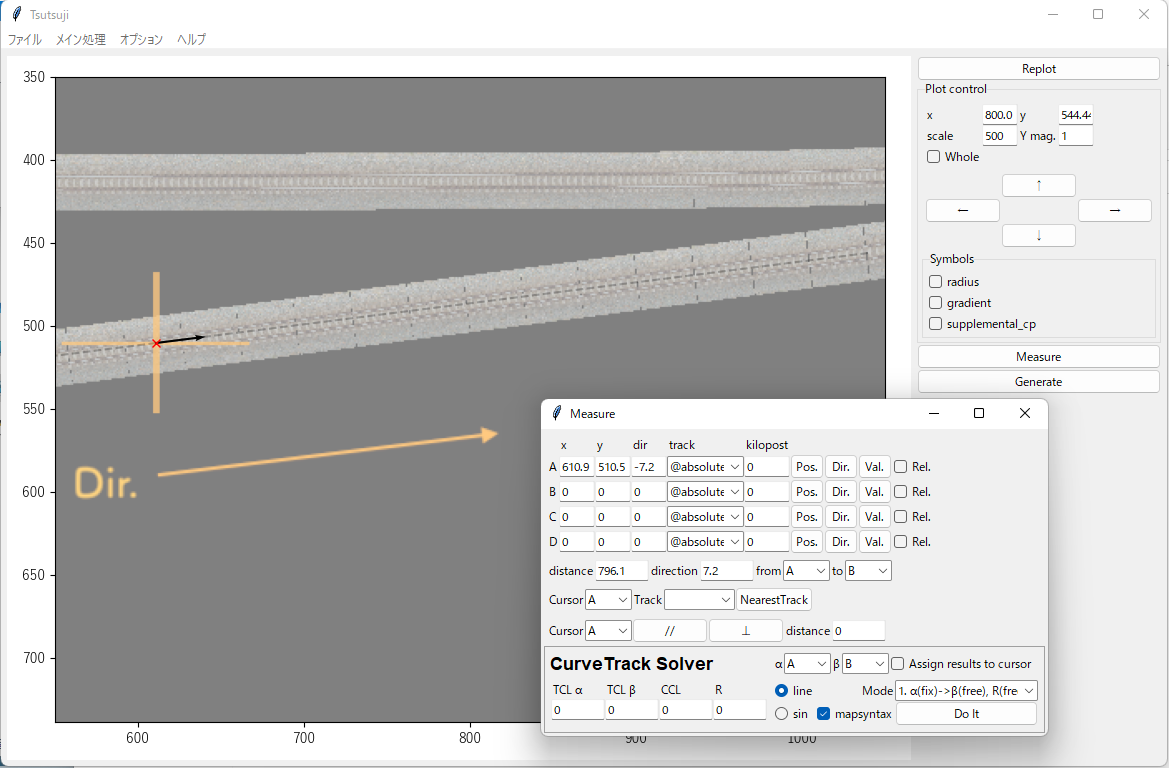 Tsutsuji
ファイル メイン処理 オプション ヘルプ
Replot
Plot control
x 800.0 y 544.4
scale 500 Y mag. 1
Whole
↑
← →
↓
Symbols
radius
gradient
supplemental_cp
Measure
Generate
350
400
450
500
550
600
650
700
600 700 800 900 1000
Dir.
Measure
x y dir track kilopost
A 610.9 510.5 -7.2 @absolute 0 Pos. Dir. Val. Rel.
B 0 0 0 @absolute 0 Pos. Dir. Val. Rel.
C 0 0 0 @absolute 0 Pos. Dir. Val. Rel.
D 0 0 0 @absolute 0 Pos. Dir. Val. Rel.
distance 796.1 direction 7.2 from A to B
Cursor A Track NearestTrack
Cursor A // ⊥ distance 0
CurveTrack Solver α A β B Assign results to cursor
TCL α TCL β CCL R line Mode 1. α(fix)->β(free), R(fre
0 0 0 0 sin mapsyntax Do It